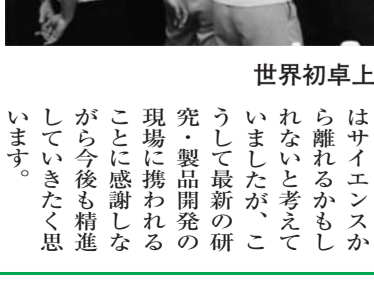 世界初卓上
はサイエンスか
ら離れるかもし
れないと考えて
いましたが、こ
うして最新の研
究・製品開発の
現場に携われる
ことに感謝しな
がら今後も精進
していきたく思
います。